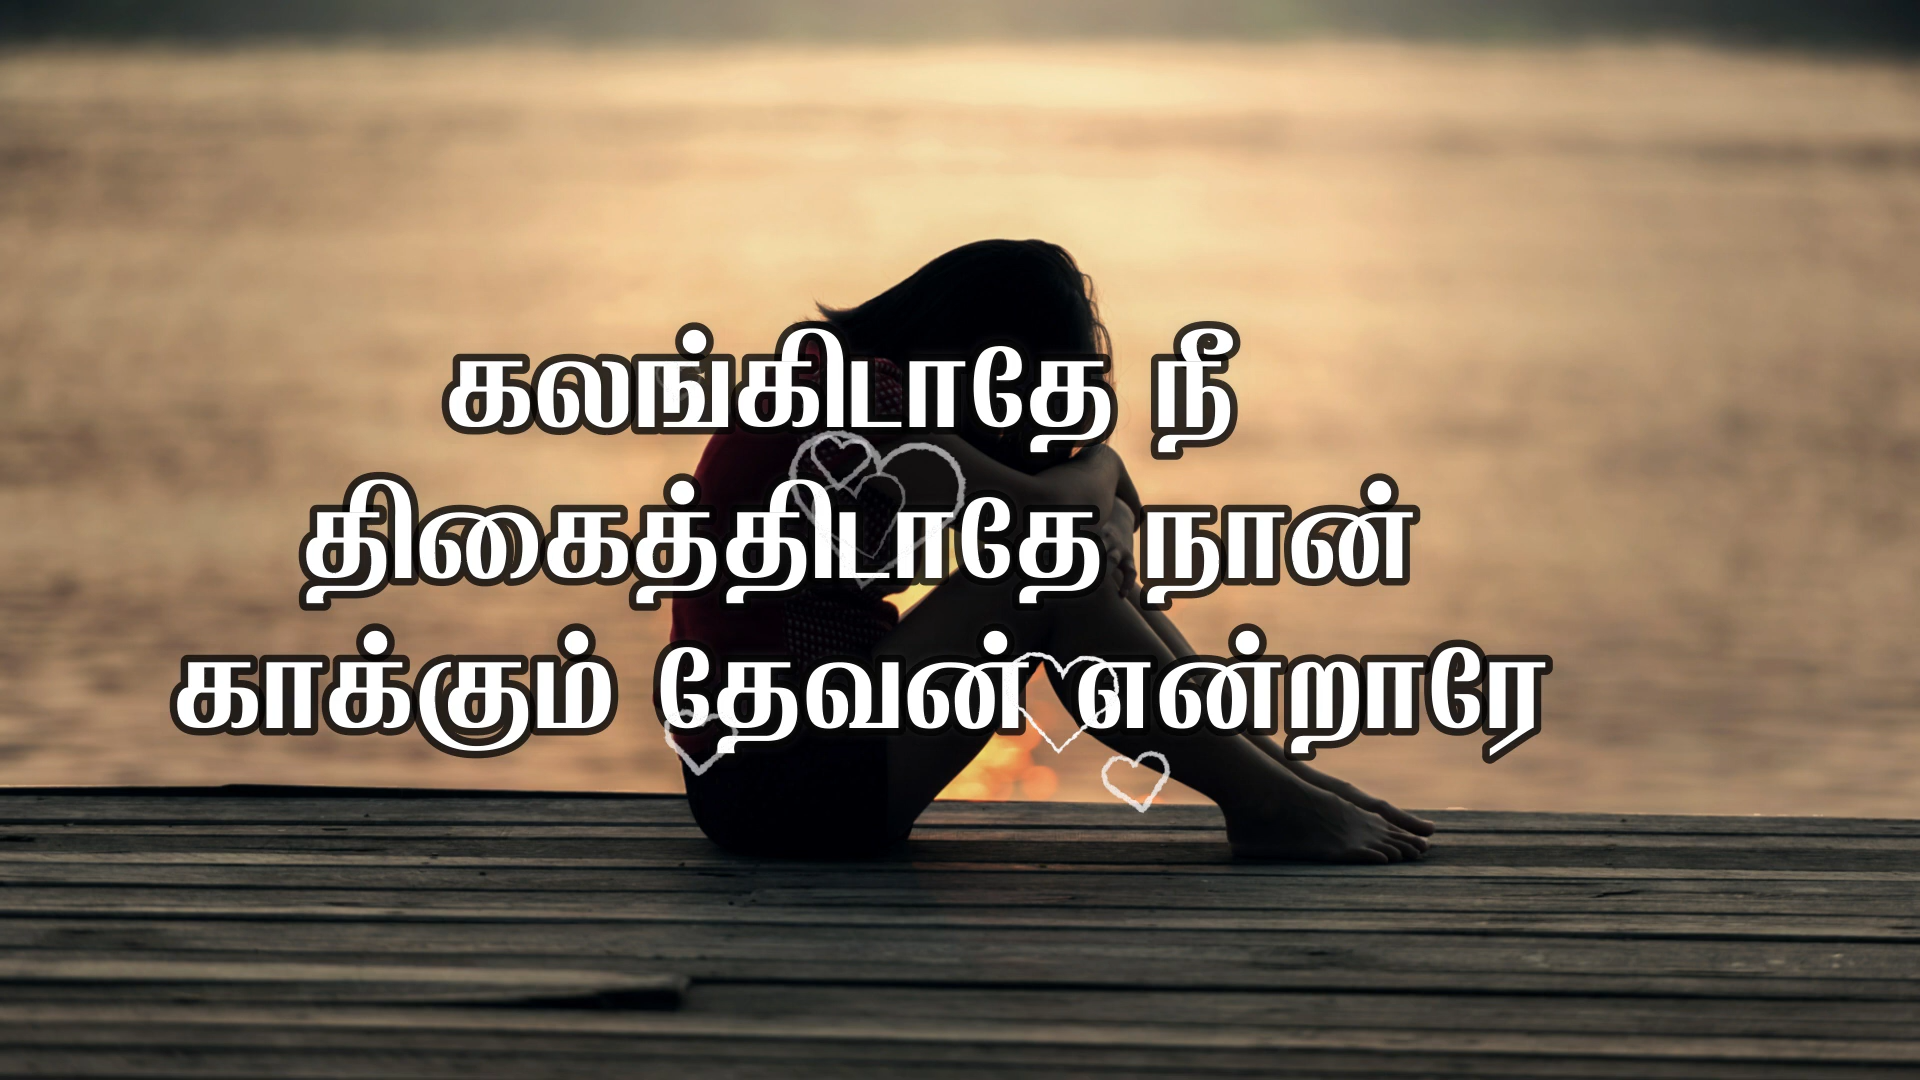 கலங்கிடாதே நீ
திகைத்திடாதே நான்
காக்கும் தேவன் என்றாரே